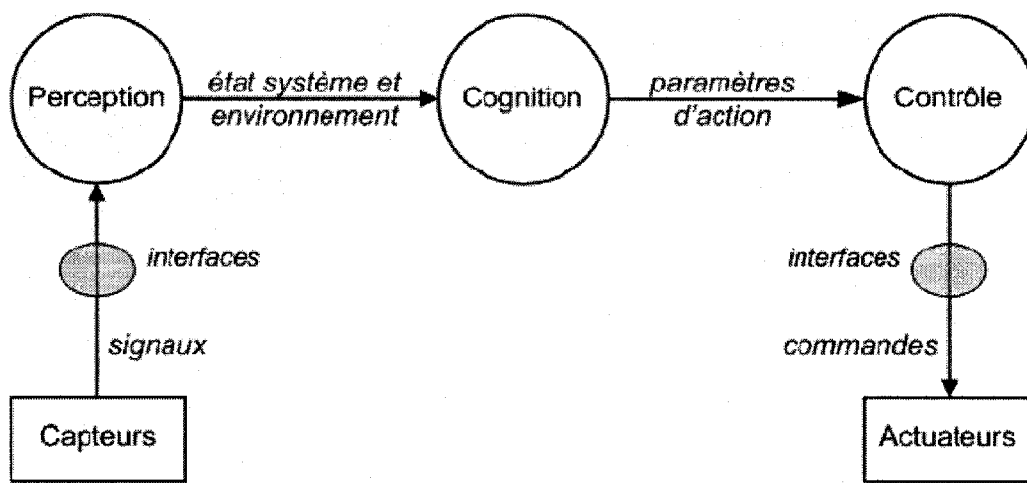 Perception
état système et
environnement
Cognition
paramètres
d'action
Contrôle
interfaces
interfaces
signaux
commandes
Capteurs
Actuateurs